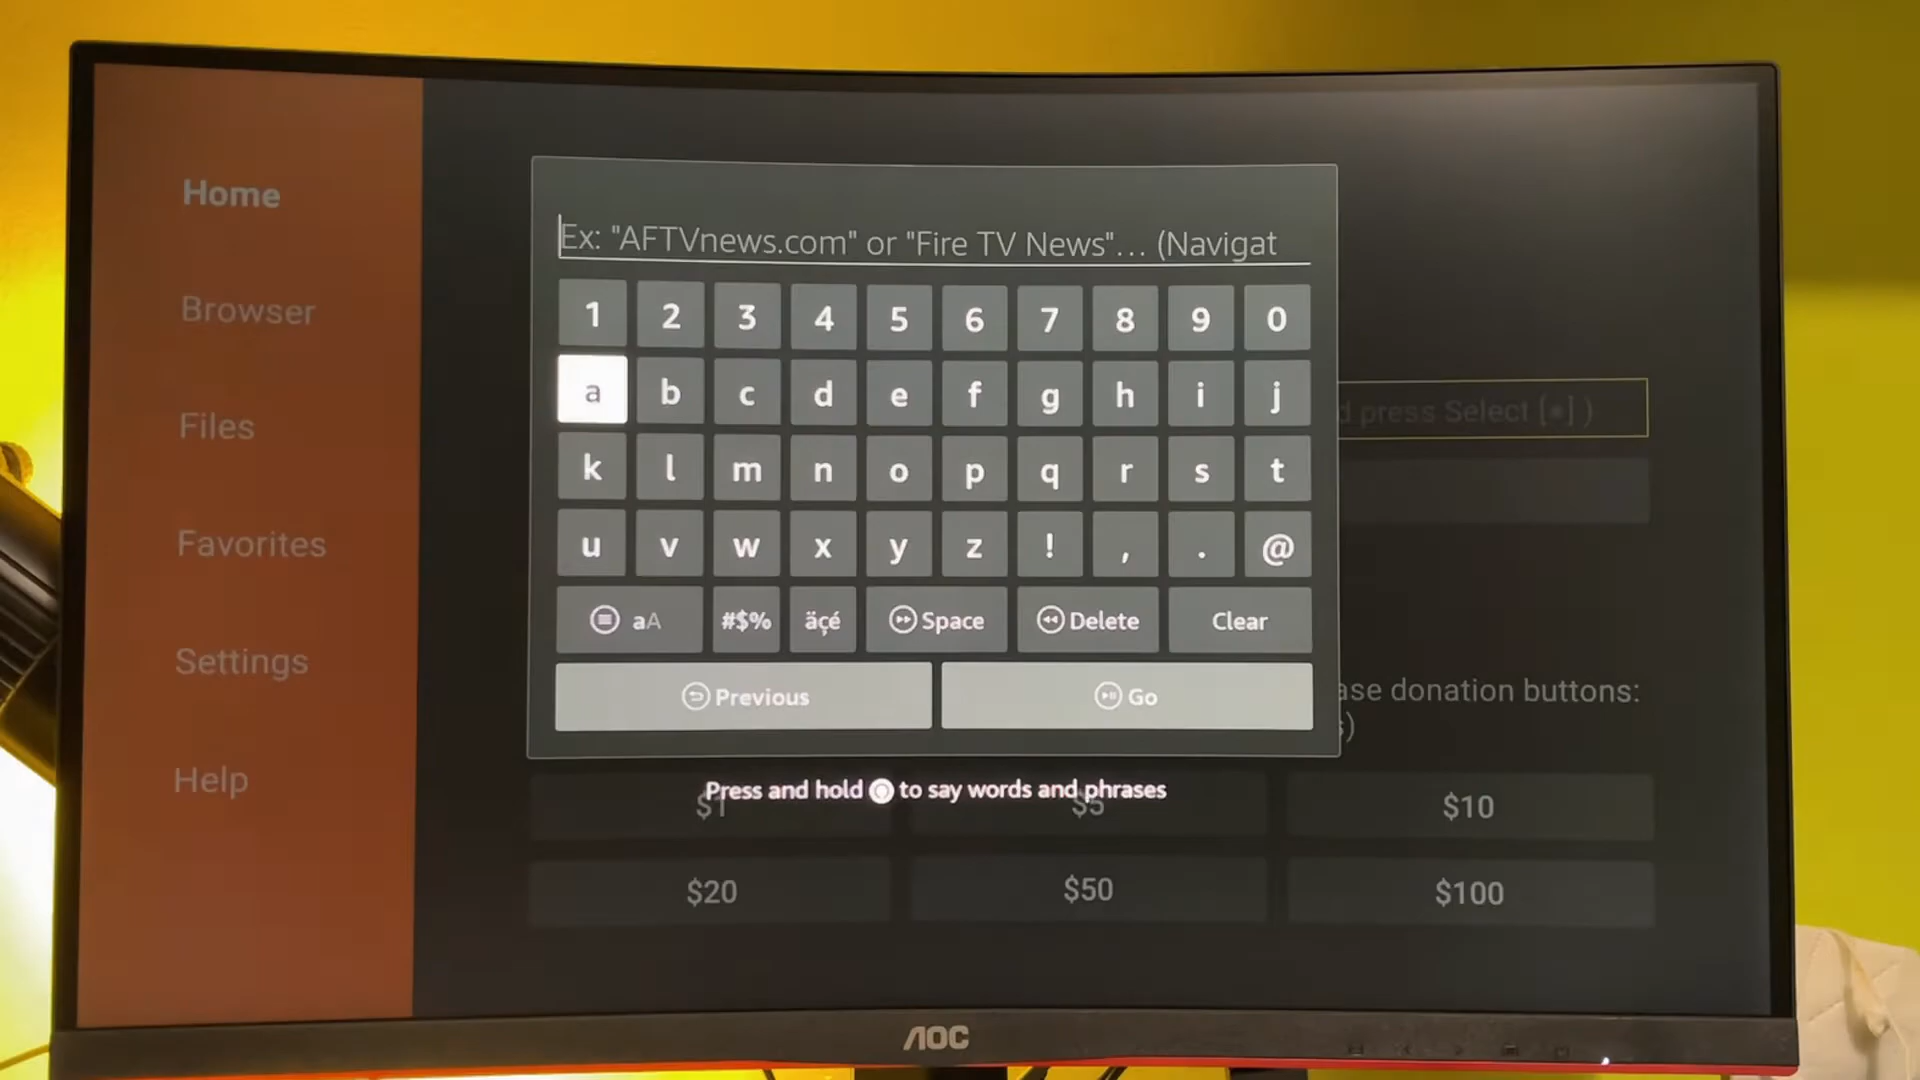 Home
Browser
Files
Favorites
Settings
Help
Ex: "AFTVnews.com" or "Fire TV News"... (Navigat
1 2 3 4 5 6 7 8 9 0
a b c d e f g h i j
k l m n o p q r s t
u v w x y z ! , . @
aA #$% äçé Space Delete Clear
Previous Go
press Select [ ] )
donation buttons:
Press and hold to say words and phrases
$1 $5 $10
$20 $50 $100
AOC